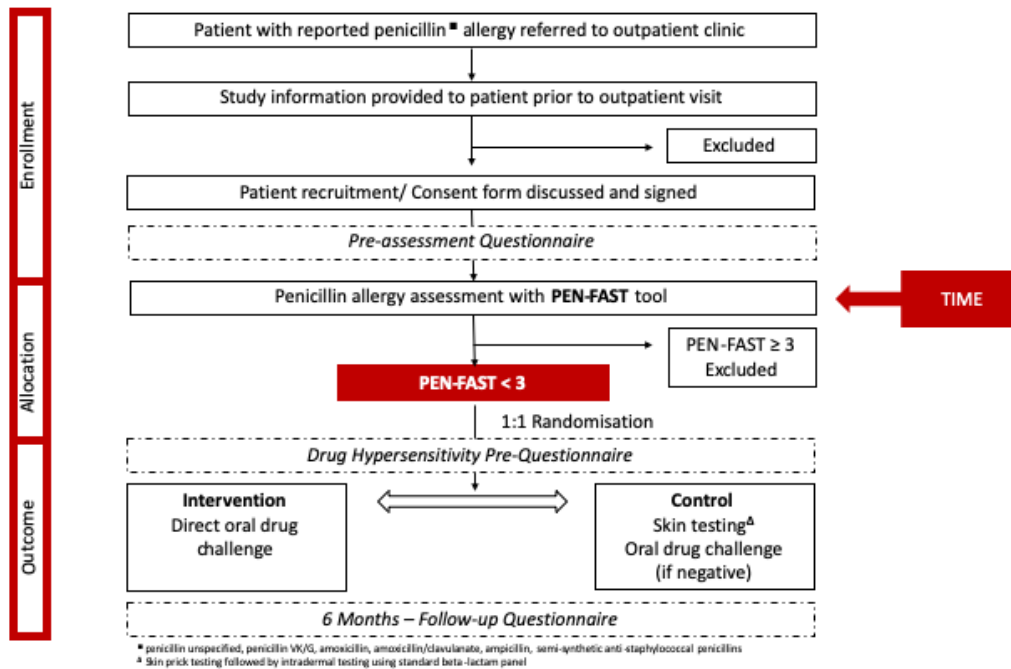 Enrollment
Patient with reported penicillin■ allergy referred to outpatient clinic
Study information provided to patient prior to outpatient visit
Excluded
Patient recruitment/ Consent form discussed and signed
Pre-assessment Questionnaire
Allocation
Penicillin allergy assessment with PEN-FAST tool
TIME
PEN-FAST ≥ 3
Excluded
PEN-FAST < 3
1:1 Randomisation
Outcome
Drug Hypersensitivity Pre-Questionnaire
Intervention
Direct oral drug
challenge
Control
Skin testingΔ
Oral drug challenge
(if negative)
6 Months – Follow-up Questionnaire
■ penicillin unspecified, penicillin VK/G, amoxicillin, amoxicillin/clavulanate, ampicillin, semi-synthetic anti-staphylococcal penicillins
Δ Skin prick testing followed by intradermal testing using standard beta-lactam panel